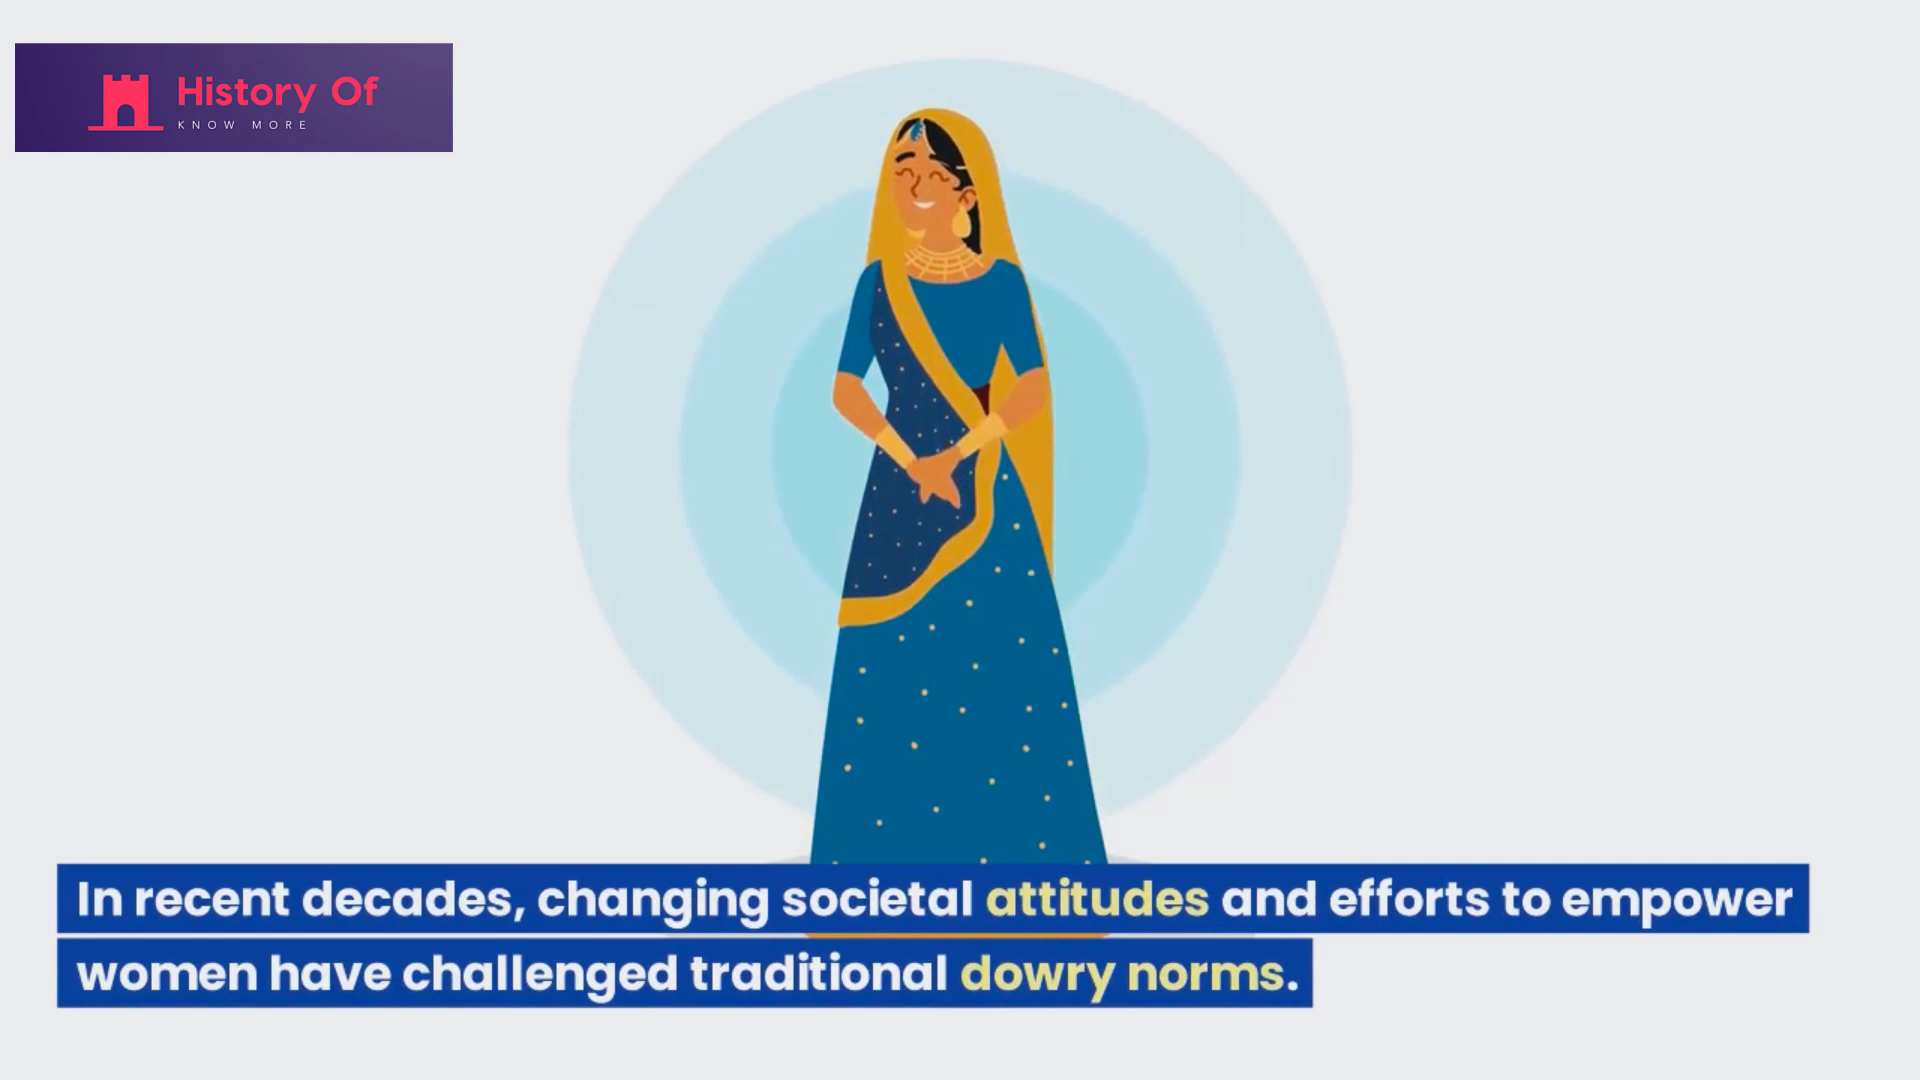 History Of
KNOW MORE
In recent decades, changing societal attitudes and efforts to empower
women have challenged traditional dowry norms.